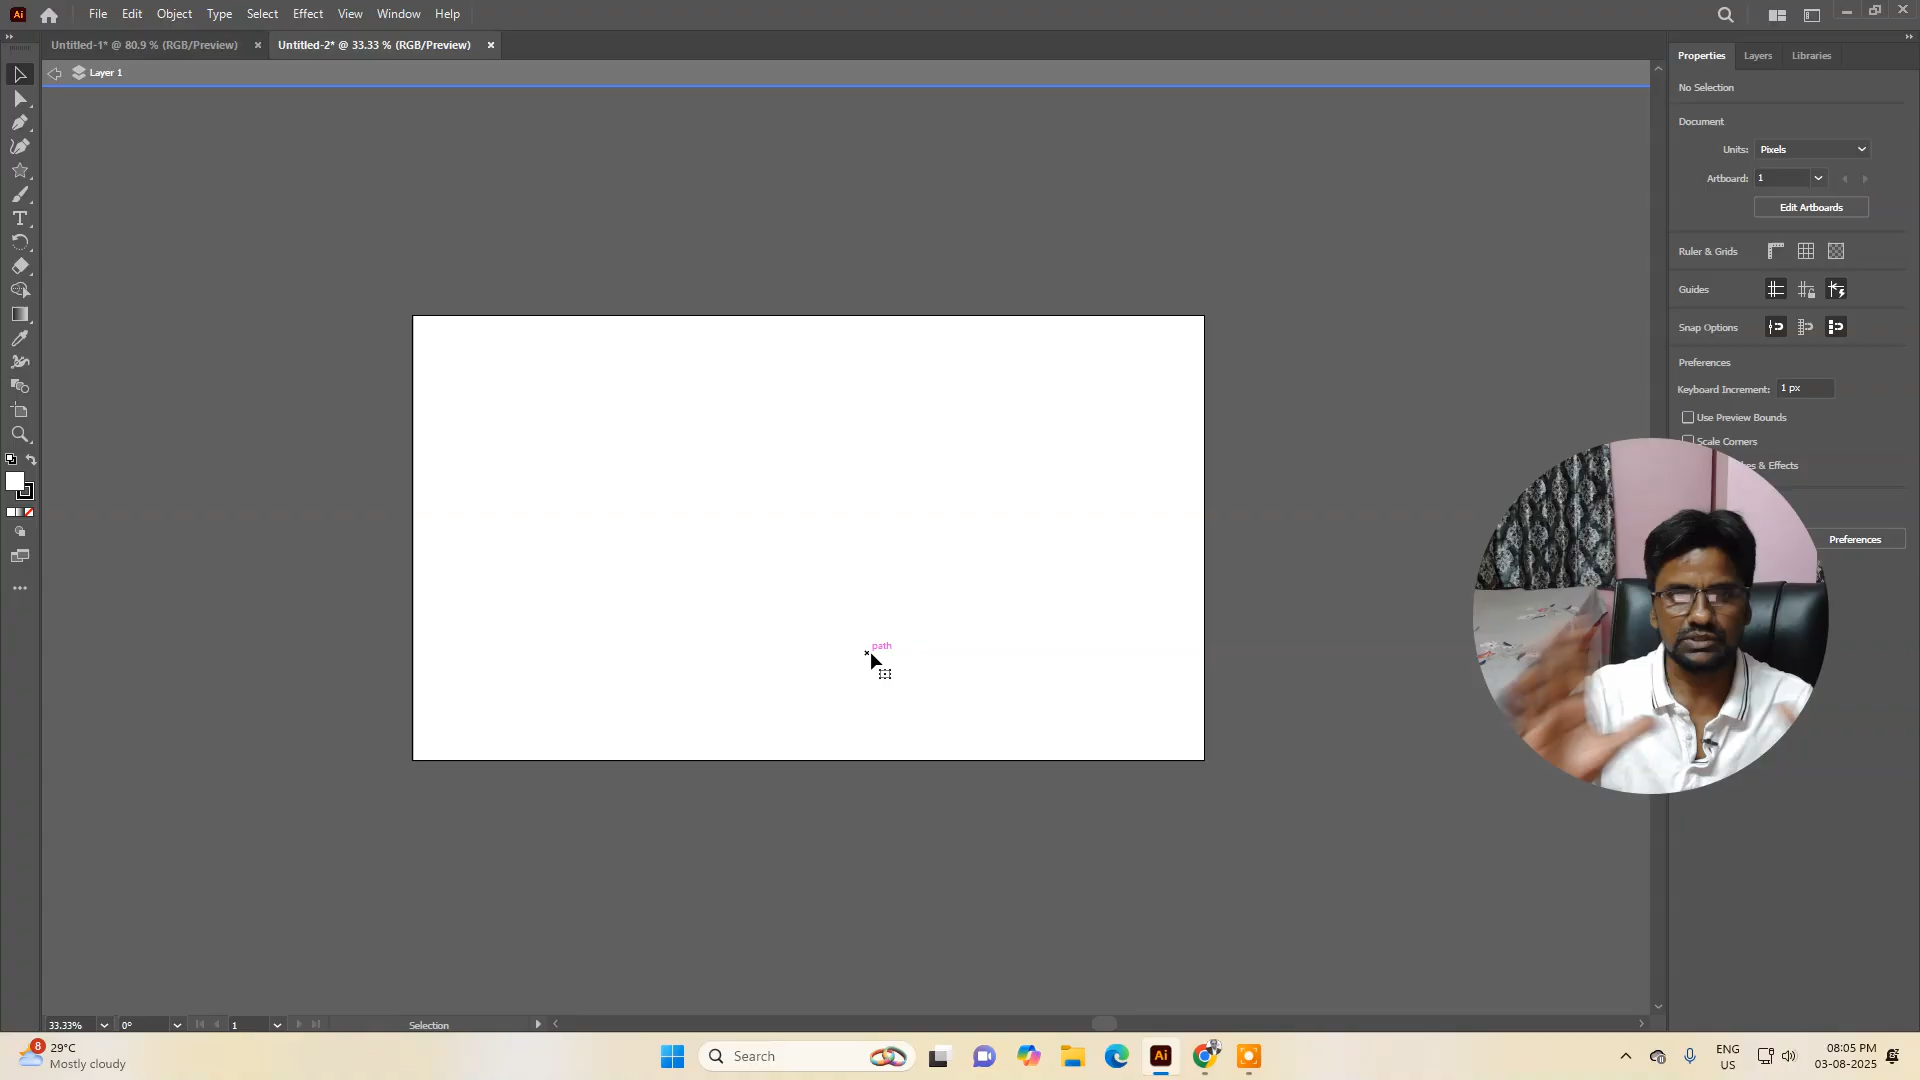 Ai File Edit Object Type Select Effect View Window Help
Untitled-1* @ 80.9 % (RGB/Preview) × Untitled-2* @ 33.33 % (RGB/Preview) ×
Layer 1
Properties Layers Libraries
No Selection
Document
Units: Pixels
Artboard: 1
Edit Artboards
Ruler & Grids
Guides
Snap Options
Preferences
Keyboard Increment: 1 px
Use Preview Bounds
Scale Corners
& Effects
Preferences
path
33.33% 0° 1 Selection
8 29°C
Mostly cloudy
Search
Ai
ENG
US
08:05 PM
03-08-2025